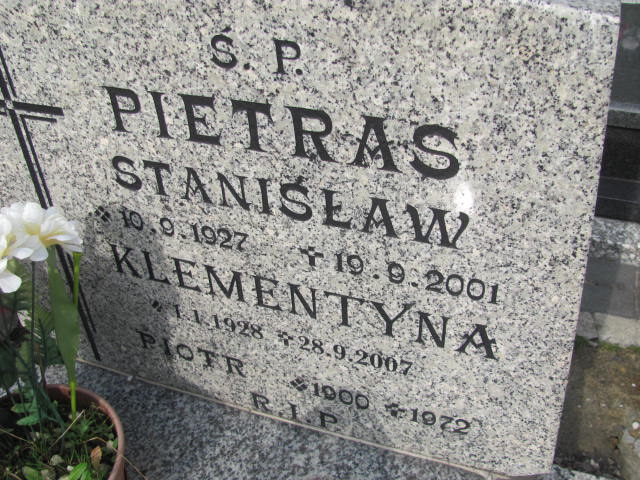 Ś. P.
PIETRAS
STANISŁAW
* 10.9.1927 + 19.9.2001
KLEMENTYNA
* 1.1.1928 + 28.9.2007
PIOTR * 1900 + 1972
R.I.P.